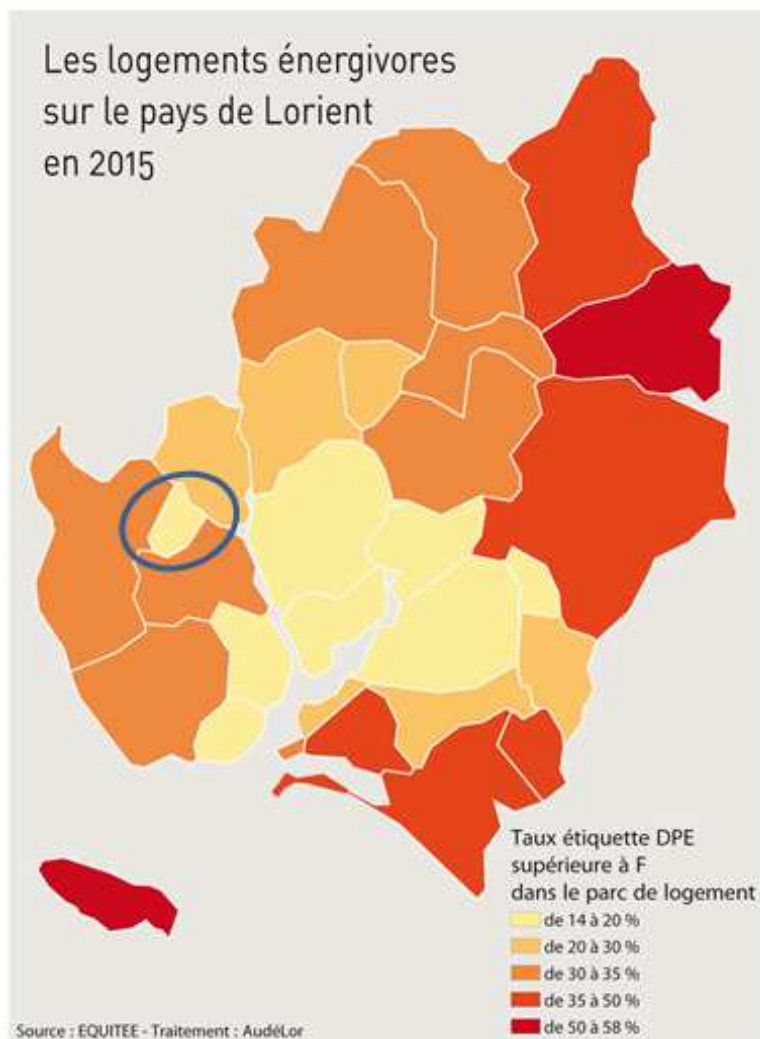 Les logements énergivores
sur le pays de Lorient
en 2015
Taux étiquette DPE
supérieure à F
dans le parc de logement
de 14 à 20 %
de 20 à 30 %
de 30 à 35 %
de 35 à 50 %
de 50 à 58 %
Source : EQUITEE - Traitement : AudéLor